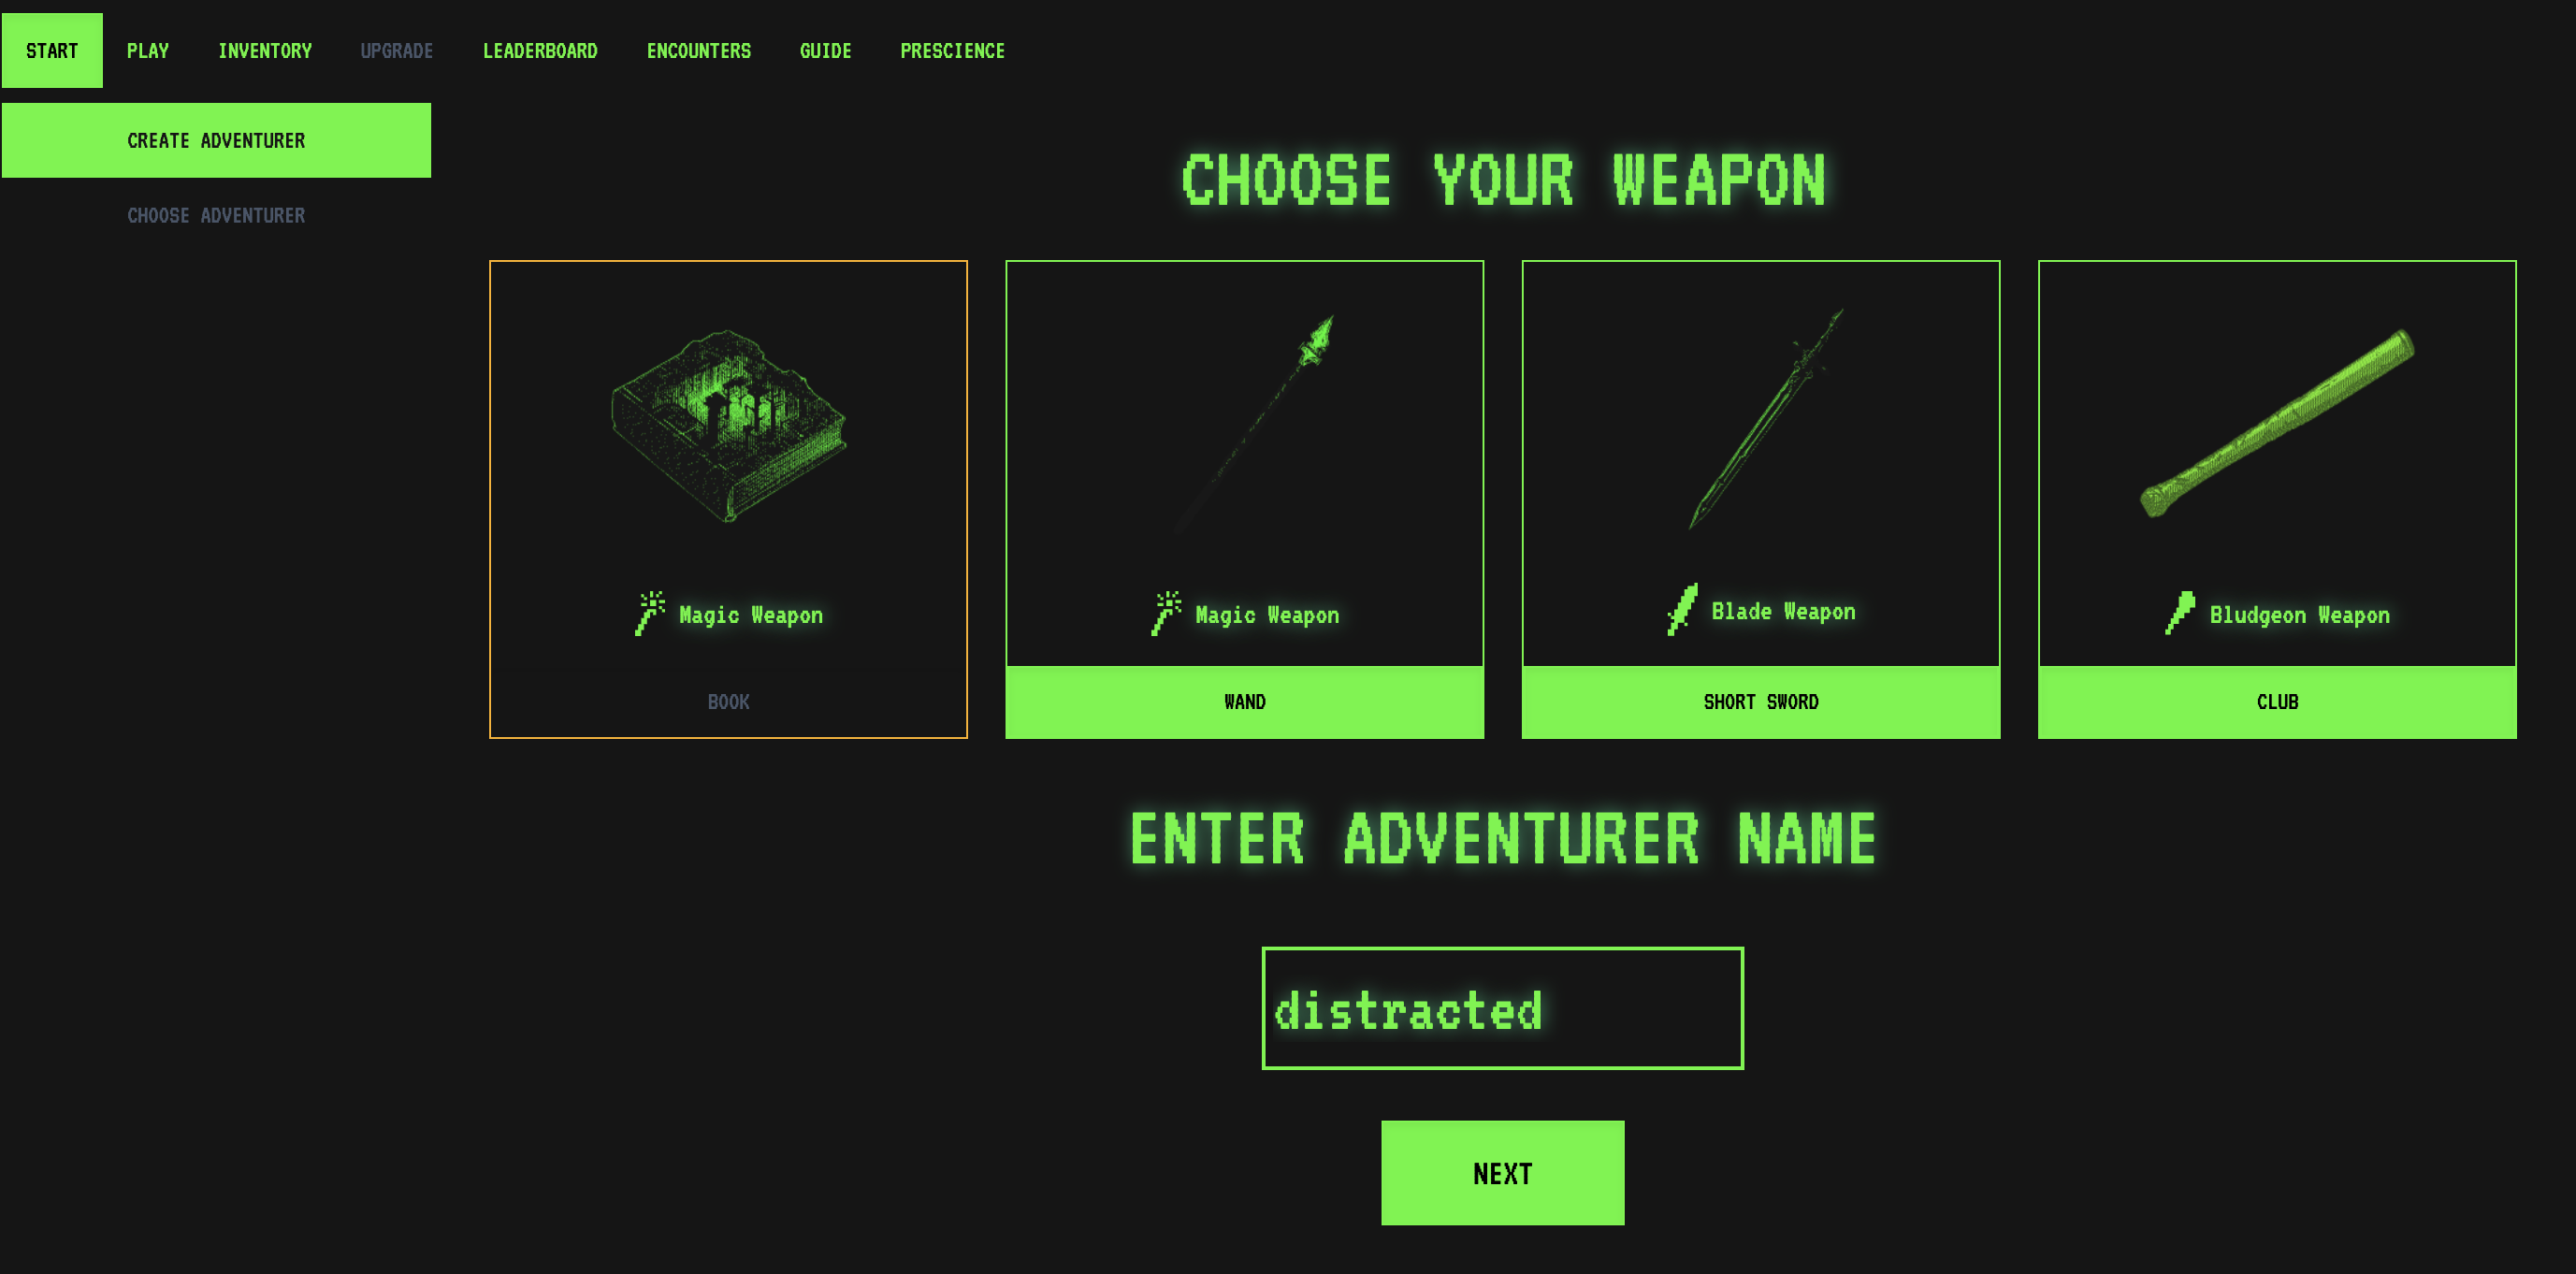 START PLAY INVENTORY UPGRADE LEADERBOARD ENCOUNTERS GUIDE PRESCIENCE
CREATE ADVENTURER
CHOOSE ADVENTURER
CHOOSE YOUR WEAPON
Magic Weapon
BOOK
Magic Weapon
WAND
Blade Weapon
SHORT SWORD
Bludgeon Weapon
CLUB
ENTER ADVENTURER NAME
distracted
NEXT